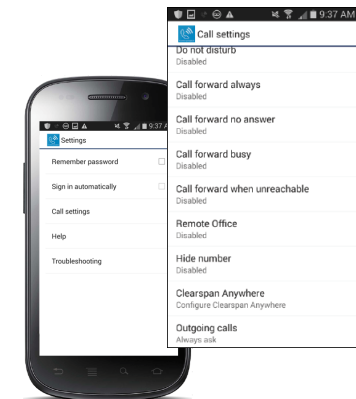 9:37 AM
Call settings
Do not disturb
Disabled
Call forward always
Disabled
Call forward no answer
Disabled
Call forward busy
Disabled
Call forward when unreachable
Disabled
Remote Office
Disabled
Hide number
Disabled
Clearspan Anywhere
Configure Clearspan Anywhere
Outgoing calls
Always ask
9:37 A
Settings
Remember password
Sign in automatically
Call settings
Help
Troubleshooting